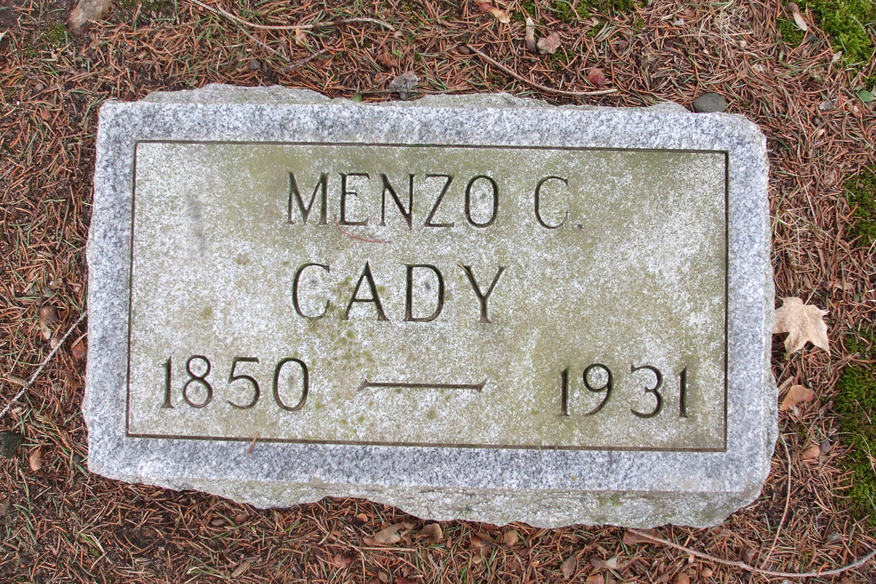 MENZO C.
CADY
1850 — 1931